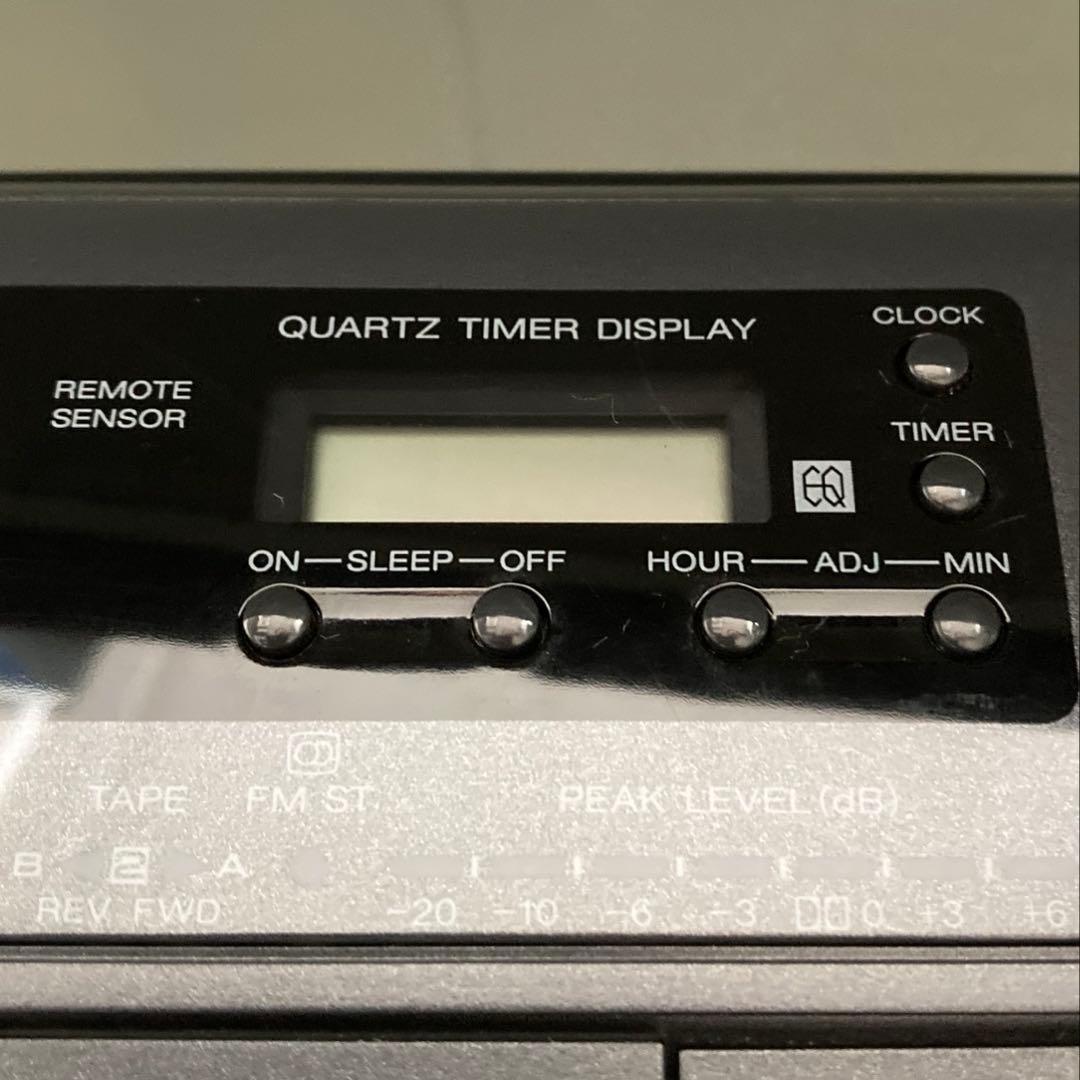 QUARTZ TIMER DISPLAY
CLOCK
REMOTE
SENSOR
TIMER
EQ
ON — SLEEP — OFF
HOUR — ADJ — MIN
TAPE FM ST PEAK LEVEL (dB)
B 2 A
REV FWD -20 -10 -6 -3 0 +3 +6